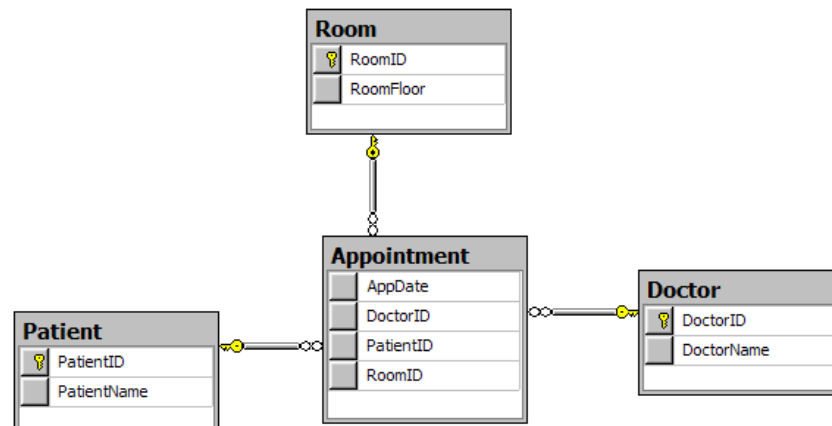 Room
RoomID
RoomFloor
Appointment
AppDate
DoctorID
PatientID
RoomID
Doctor
DoctorID
DoctorName
Patient
PatientID
PatientName